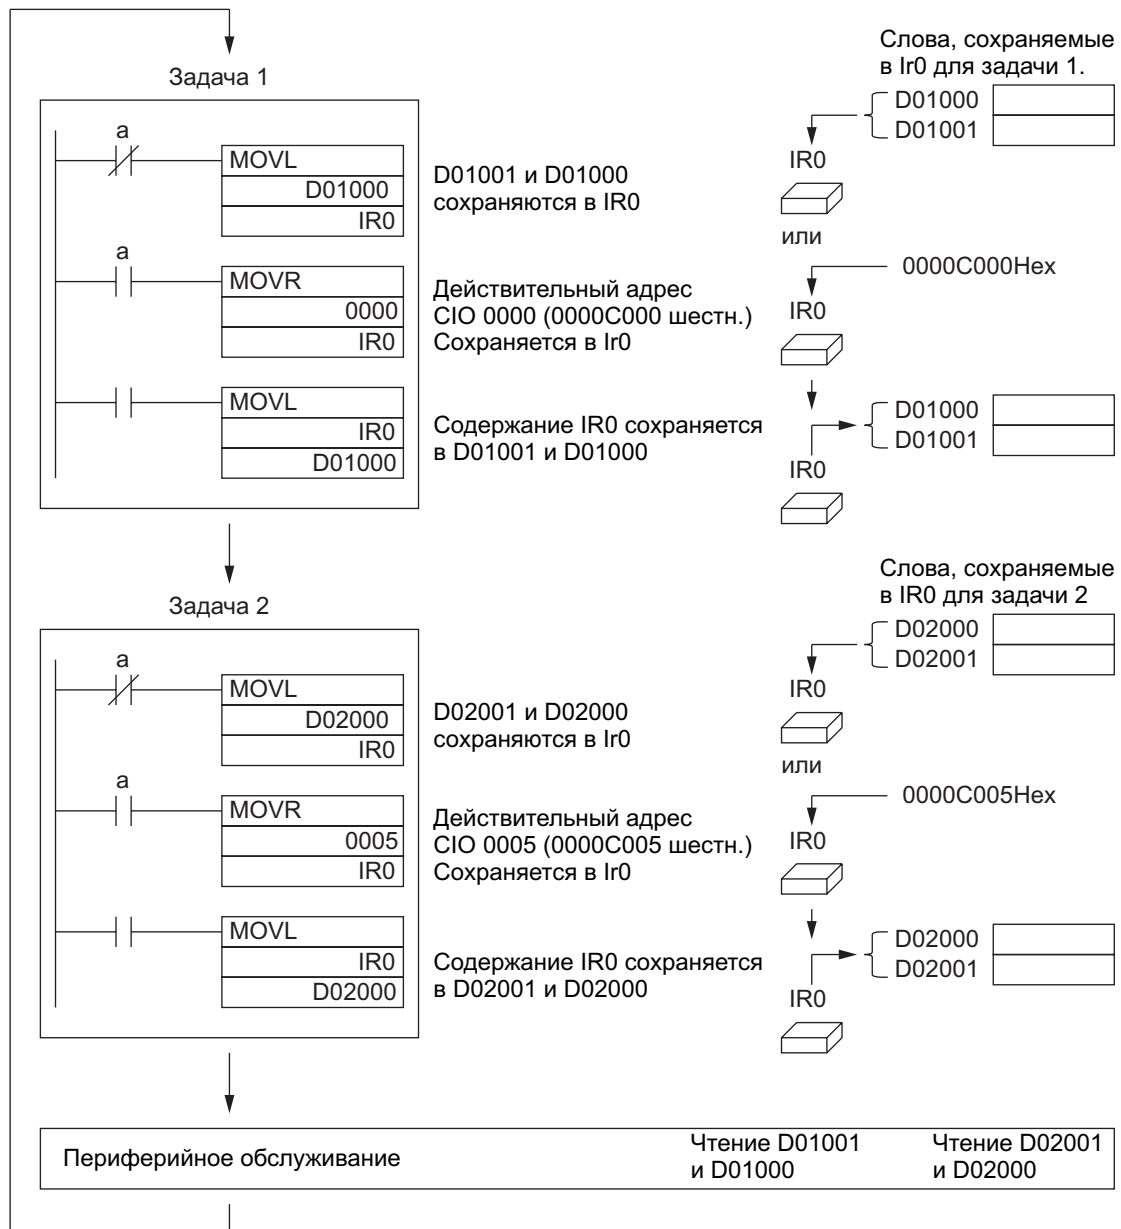 Задача 1
a
MOVL
D01000
IR0
D01001 и D01000
сохраняются в IR0
a
MOVR
0000
IR0
Действительный адрес
CIO 0000 (0000C000 шестн.)
Сохраняется в Ir0
MOVL
IR0
D01000
Содержание IR0 сохраняется
в D01001 и D01000
Слова, сохраняемые
в Ir0 для задачи 1.
D01000
D01001
IR0
или
0000C000Hex
IR0
D01000
D01001
IR0
Задача 2
a
MOVL
D02000
IR0
D02001 и D02000
сохраняются в Ir0
a
MOVR
0005
IR0
Действительный адрес
CIO 0005 (0000C005 шестн.)
Сохраняется в Ir0
MOVL
IR0
D02000
Содержание IR0 сохраняется
в D02001 и D02000
Слова, сохраняемые
в IR0 для задачи 2
D02000
D02001
IR0
или
0000C005Hex
IR0
D02000
D02001
IR0
Периферийное обслуживание
Чтение D01001
и D01000
Чтение D02001
и D02000